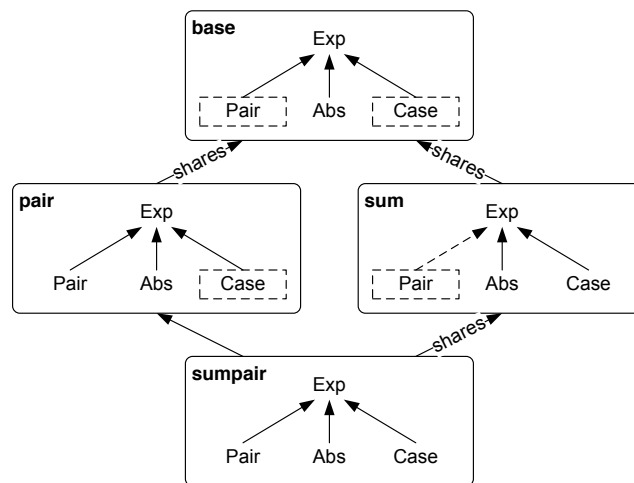 base
Exp
Pair Abs Case
shares shares
pair
Exp
Pair Abs Case
sum
Exp
Pair Abs Case
shares
sumpair
Exp
Pair Abs Case